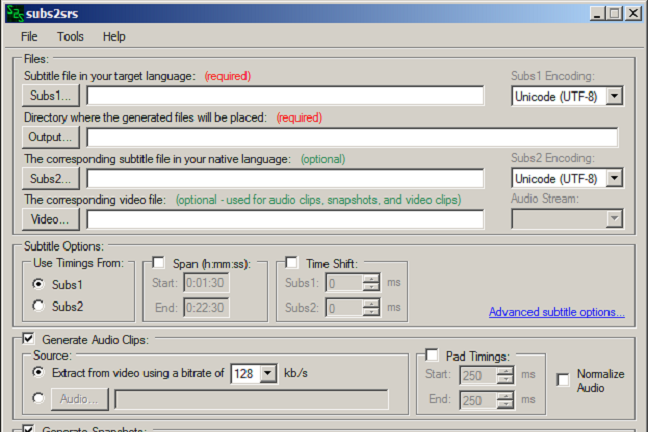 subs2srs
File Tools Help
Files:
Subtitle file in your target language: (required) Subs1 Encoding:
Subs1... Unicode (UTF-8)
Directory where the generated files will be placed: (required)
Output...
The corresponding subtitle file in your native language: (optional) Subs2 Encoding:
Subs2... Unicode (UTF-8)
The corresponding video file: (optional - used for audio clips, snapshots, and video clips) Audio Stream:
Video...
Subtitle Options:
Use Timings From: Span (h:mm:ss): Time Shift:
Subs1 Start: 0:01:30 Subs1: 0 ms
Subs2 End: 0:22:30 Subs2: 0 ms
Advanced subtitle options...
Generate Audio Clips:
Source: Pad Timings:
Extract from video using a bitrate of 128 kb/s Start: 250 ms Normalize Audio
Audio... End: 250 ms
Generate Snapshots: